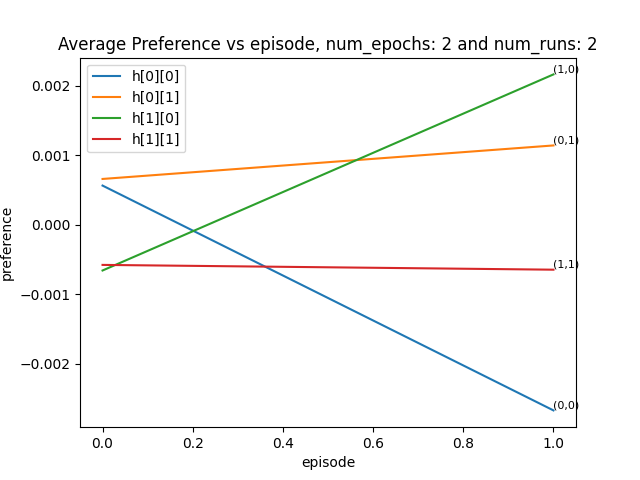 Average Preference vs episode, num_epochs: 2 and num_runs: 2
h[0][0]
h[0][1]
h[1][0]
h[1][1]
(1,0)
(0,1)
(1,1)
(0,0)
0.002
0.001
0.000
−0.001
−0.002
preference
0.0 0.2 0.4 0.6 0.8 1.0
episode